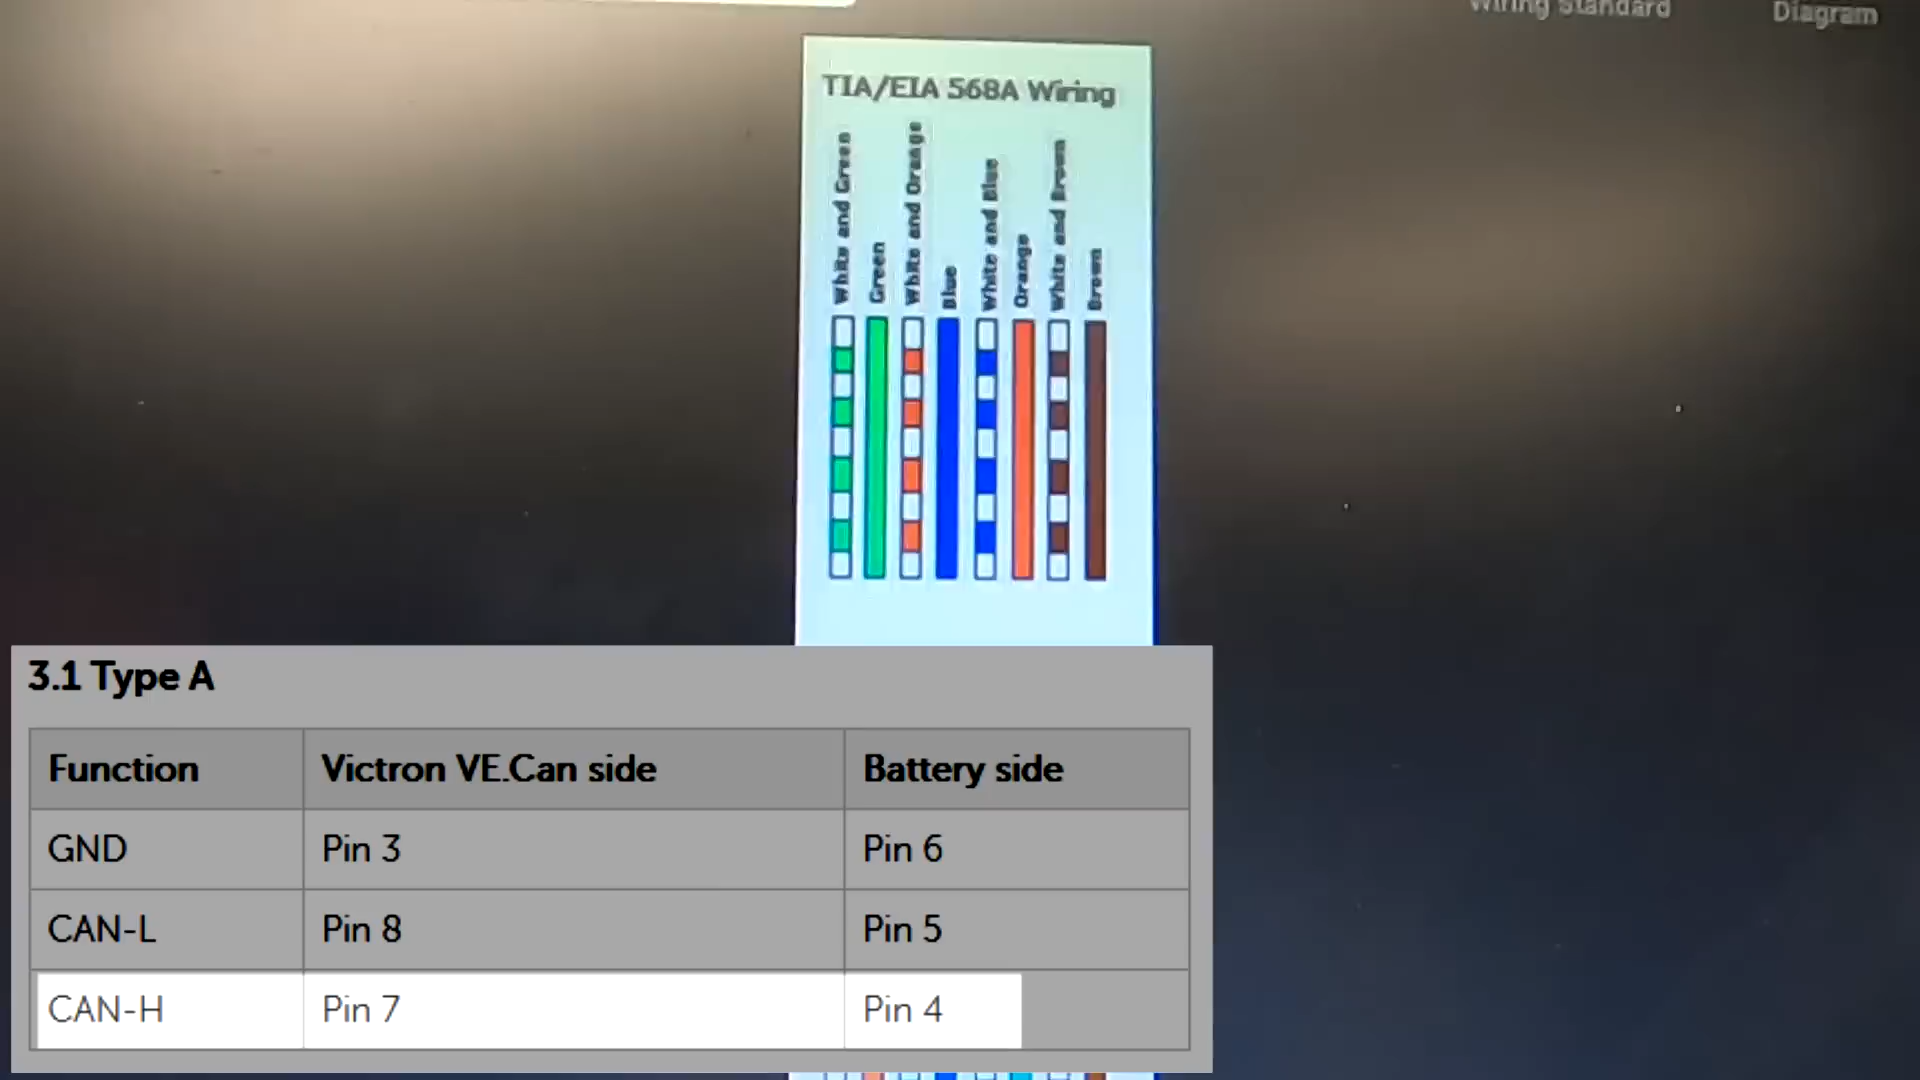 Wiring Standard
Diagram
TIA/EIA 568A Wiring
White and Green
Green
White and Orange
Blue
White and Blue
Orange
White and Brown
Brown
3.1 Type A
Function Victron VE.Can side Battery side
GND Pin 3 Pin 6
CAN-L Pin 8 Pin 5
CAN-H Pin 7 Pin 4